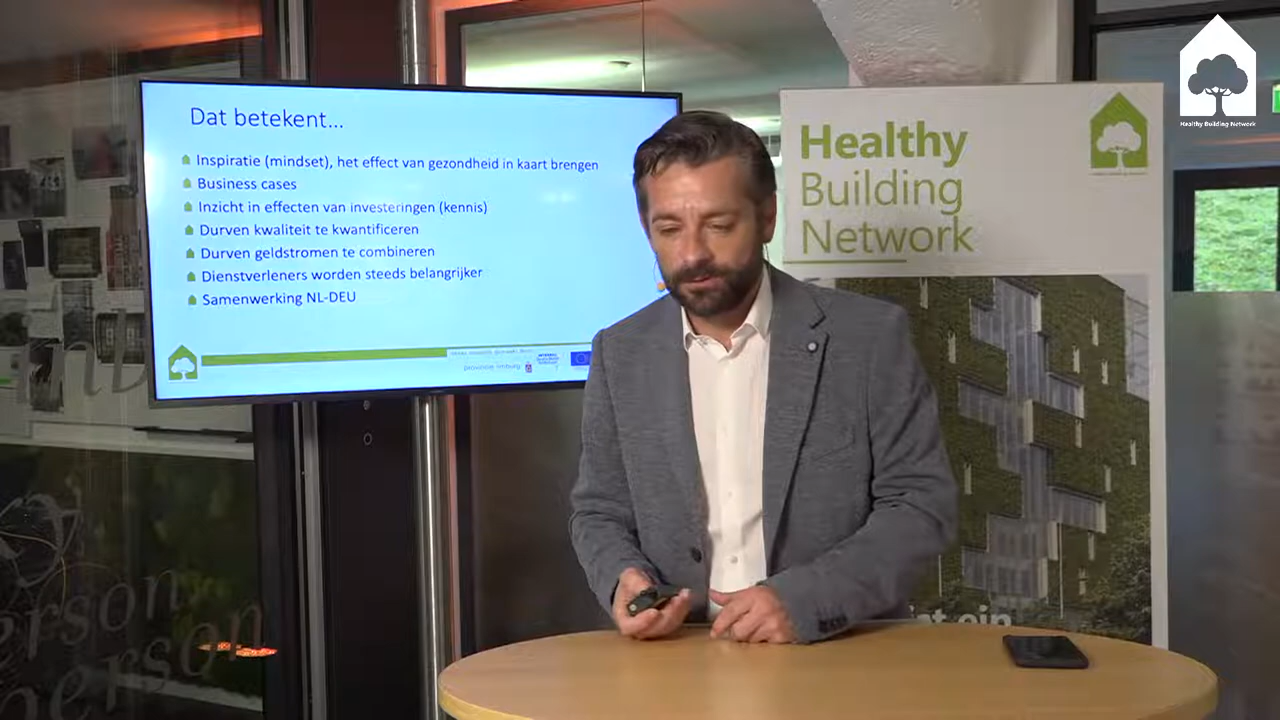 Dat betekent...
Inspiratie (mindset), het effect van gezondheid in kaart brengen
Business cases
Inzicht in effecten van investeringen (kennis)
Durven kwaliteit te kwantificeren
Durven geldstromen te combineren
Dienstverleners worden steeds belangrijker
Samenwerking NL-DEU
provincie limburg
Healthy
Building
Network
Healthy Building Network
erson
oerson